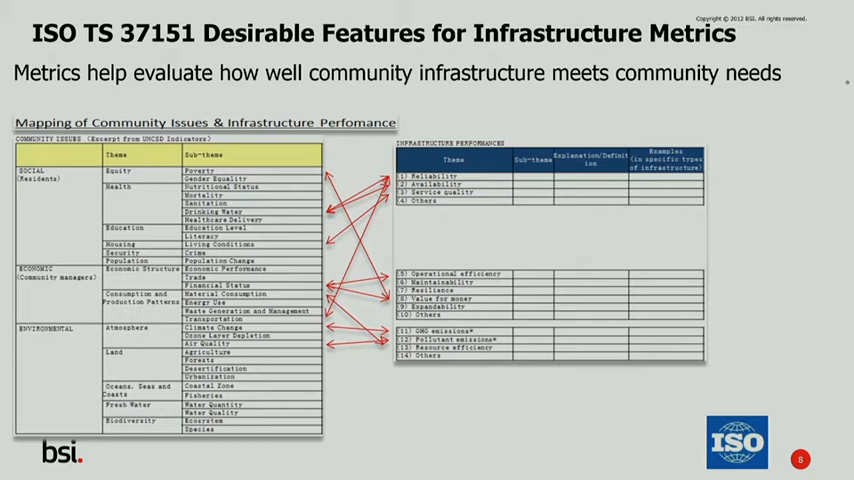 Copyright © 2012 BSI. All rights reserved.
ISO TS 37151 Desirable Features for Infrastructure Metrics
Metrics help evaluate how well community infrastructure meets community needs
Mapping of Community Issues & Infrastructure Perfomance
COMMUNITY ISSUES (Excerpt from UNCSD Indicators)
Theme Sub-theme
SOCIAL (Residents) Equity Poverty
Gender Equality
Health Nutritional Status
Mortality
Sanitation
Drinking Water
Healthcare Delivery
Education Education Level
Literacy
Housing Living Conditions
Security Crime
Population Population Change
ECONOMIC (Community managers) Economic Structure Economic Performance
Trade
Financial Status
Consumption and Production Patterns Material Consumption
Energy Use
Waste Generation and Management
Transportation
ENVIRONMENTAL Atmosphere Climate Change
Ozone Layer Depletion
Air Quality
Land Agriculture
Forests
Desertification
Urbanization
Oceans, Seas and Coasts Coastal Zone
Fisheries
Fresh Water Water Quantity
Water Quality
Biodiversity Ecosystem
Species
INFRASTRUCTURE PERFORMANCES
Theme Sub-theme Explanation/Definition Examples (in specific types of infrastructure)
(1) Reliability
(2) Availability
(3) Service quality
(4) Others
(5) Operational efficiency
(6) Maintainability
(7) Resilience
(8) Value for money
(9) Expandability
(10) Others
(11) GHG emissions*
(12) Pollutant emissions*
(13) Resource efficiency
(14) Others
bsi.
ISO
8